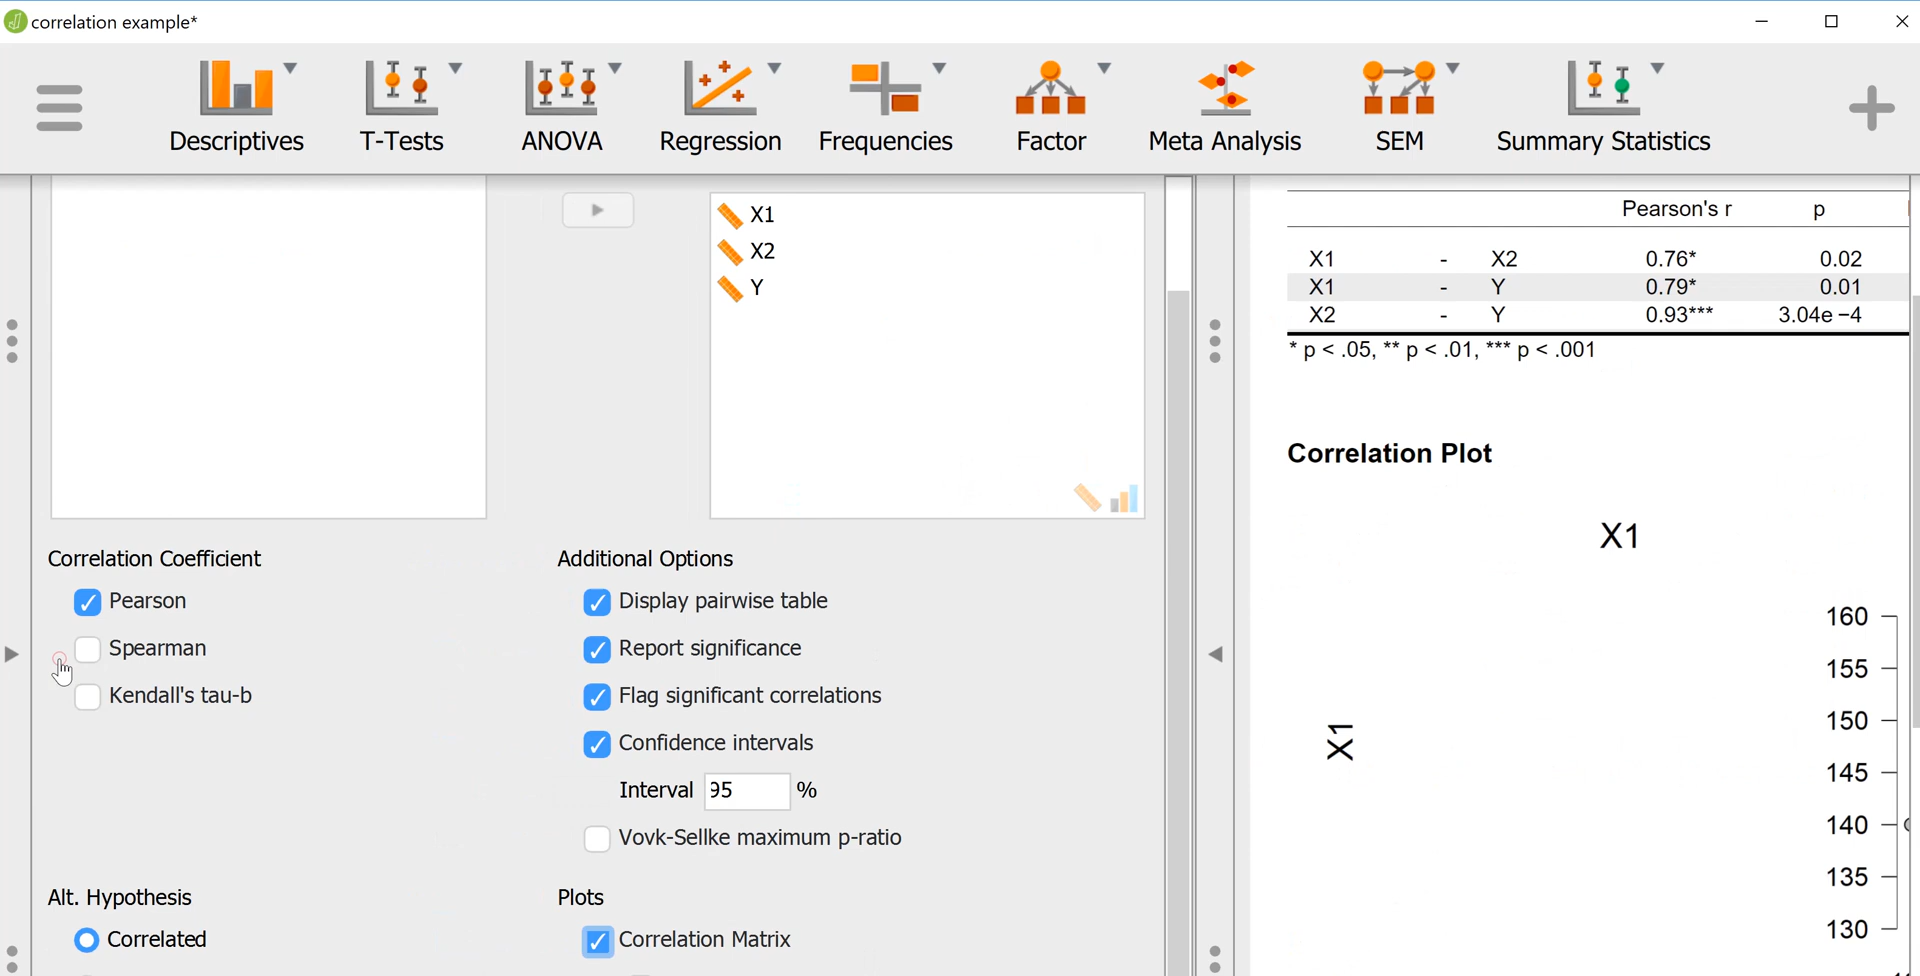 correlation example*
Descriptives T-Tests ANOVA Regression Frequencies Factor Meta Analysis SEM Summary Statistics
X1
X2
Y
Correlation Coefficient
Pearson
Spearman
Kendall's tau-b
Additional Options
Display pairwise table
Report significance
Flag significant correlations
Confidence intervals
Interval 95 %
Vovk-Sellke maximum p-ratio
Alt. Hypothesis
Correlated
Plots
Correlation Matrix
Pearson's r p
X1 - X2 0.76* 0.02
X1 - Y 0.79* 0.01
X2 - Y 0.93*** 3.04e −4
* p < .05, ** p < .01, *** p < .001
Correlation Plot
X1
X1
160
155
150
145
140
135
130